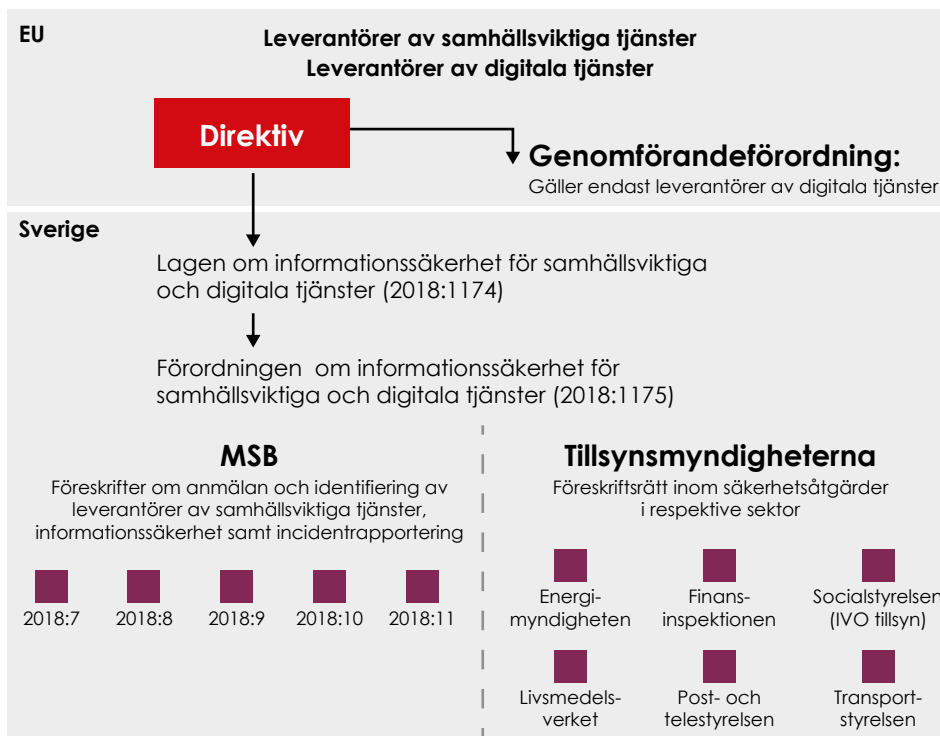 EU
Leverantörer av samhällsviktiga tjänster
Leverantörer av digitala tjänster
Direktiv
Genomförandeförordning:
Gäller endast leverantörer av digitala tjänster
Sverige
Lagen om informationssäkerhet för samhällsviktiga
och digitala tjänster (2018:1174)
Förordningen om informationssäkerhet för
samhällsviktiga och digitala tjänster (2018:1175)
MSB
Föreskrifter om anmälan och identifiering av
leverantörer av samhällsviktiga tjänster,
informationssäkerhet samt incidentrapportering
2018:7
2018:8
2018:9
2018:10
2018:11
Tillsynsmyndigheterna
Föreskriftsrätt inom säkerhetsåtgärder
i respektive sektor
Energi-
myndigheten
Finans-
inspektionen
Socialstyrelsen
(IVO tillsyn)
Livsmedels-
verket
Post- och
telestyrelsen
Transport-
styrelsen